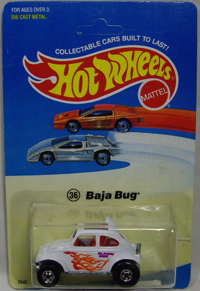 FOR AGES OVER 3
DIE CAST METAL.
COLLECTABLE CARS BUILT TO LAST!
Hot Wheels
MATTEL
36 Baja Bug